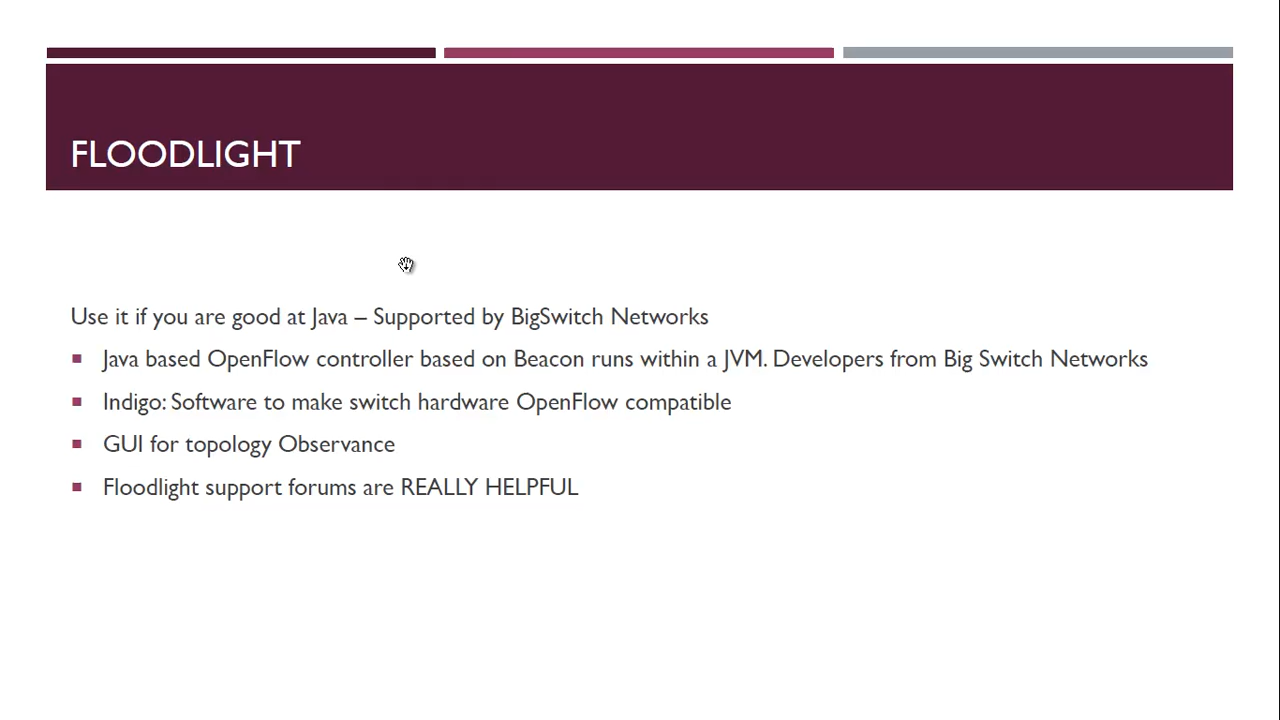 FLOODLIGHT
Use it if you are good at Java – Supported by BigSwitch Networks
▪ Java based OpenFlow controller based on Beacon runs within a JVM. Developers from Big Switch Networks
▪ Indigo: Software to make switch hardware OpenFlow compatible
▪ GUI for topology Observance
▪ Floodlight support forums are REALLY HELPFUL